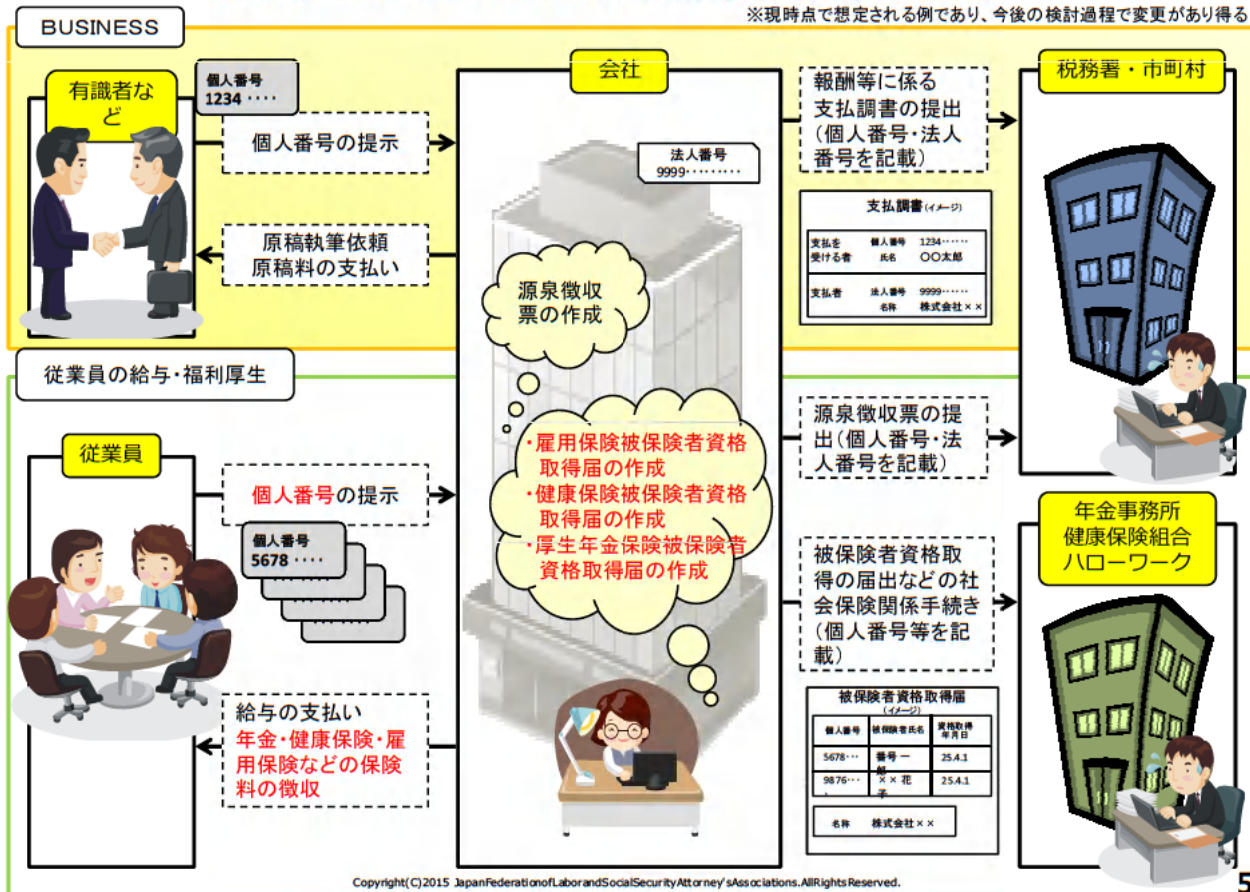 ※現時点で想定される例であり、今後の検討過程で変更があり得る
BUSINESS
有識者な
ど
個人番号
1234 ‥‥
個人番号の提示
原稿執筆依頼
原稿料の支払い
会社
法人番号
9999‥‥‥‥‥
源泉徴収
票の作成
報酬等に係る
支払調書の提出
(個人番号・法人
番号を記載)
税務署・市町村
支払調書(イメージ)
支払を 個人番号 1234‥‥‥
受ける者 氏名 〇〇太郎
支払者 法人番号 9999‥‥‥
名称 株式会社××
従業員の給与・福利厚生
従業員
個人番号の提示
個人番号
5678 ‥‥
給与の支払い
年金・健康保険・雇
用保険などの保険
料の徴収
・雇用保険被保険者資格
取得届の作成
・健康保険被保険者資格
取得届の作成
・厚生年金保険被保険者
資格取得届の作成
源泉徴収票の提
出(個人番号・法
人番号を記載)
被保険者資格取
得の届出などの社
会保険関係手続き
(個人番号等を記
載)
年金事務所
健康保険組合
ハローワーク
被保険者資格取得届
(イメージ)
個人番号 被保険者氏名 資格取得
年月日
5678‥‥ 番号 一
郎 25.4.1
9876‥‥ ×× 花
子 25.4.1
名称 株式会社××
Copyright(C)2015 JapanFederationofLaborandSocialSecurityAttorney'sAssociations.AllRightsReserved.
5